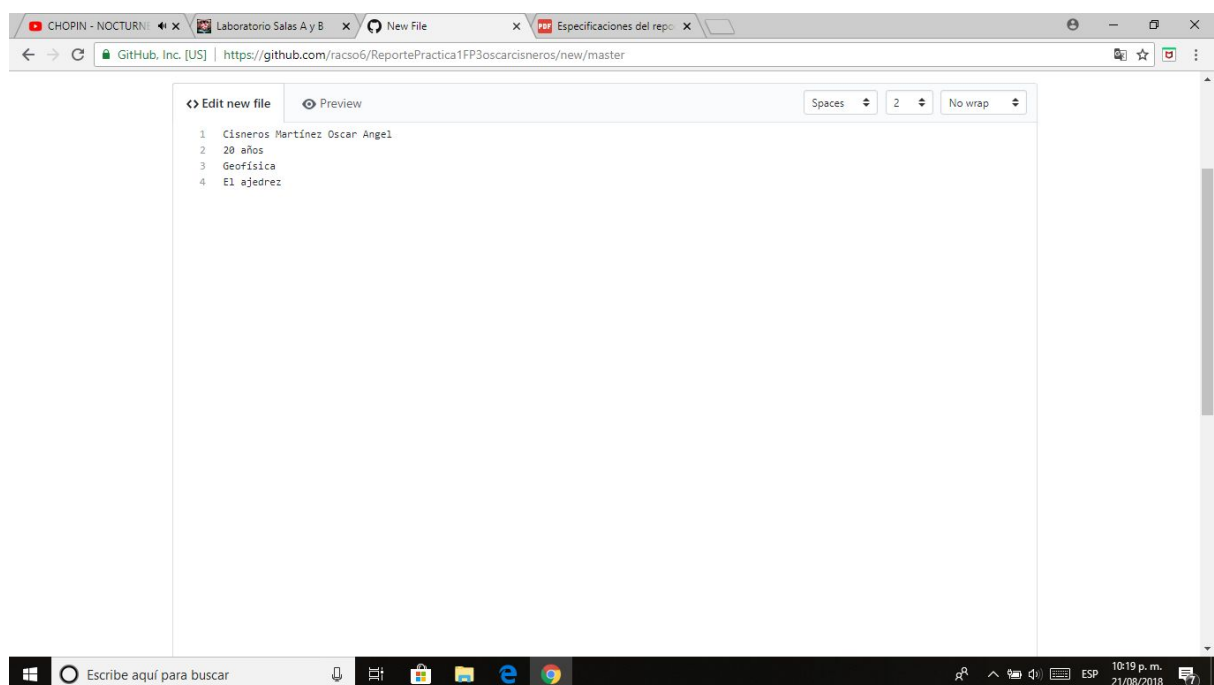 CHOPIN - NOCTURN
Laboratorio Salas A y B
New File
Especificaciones del repo
GitHub, Inc. [US] | https://github.com/racso6/ReportePractica1FP3oscarcisneros/new/master
<> Edit new file
Preview
Spaces
2
No wrap
1 Cisneros Martínez Oscar Angel
2 20 años
3 Geofísica
4 El ajedrez
Escribe aquí para buscar
ESP
10:19 p. m.
21/08/2018